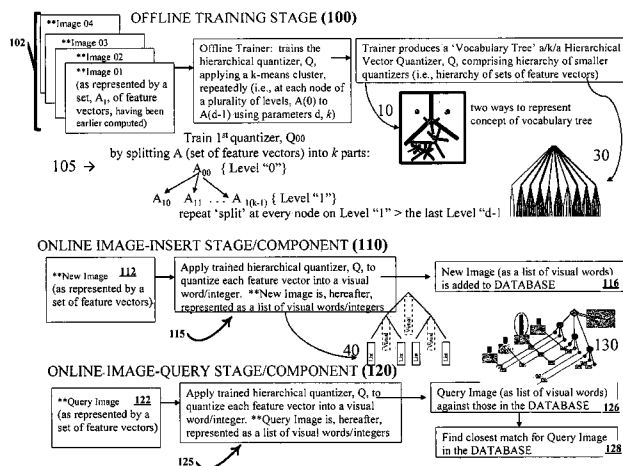 OFFLINE TRAINING STAGE (100)
102
**Image 04
**Image 03
**Image 02
**Image 01
(as represented by a
set, A1, of feature
vectors, having been
earlier computed)
Offline Trainer: trains the
hierarchical quantizer, Q,
applying a k-means cluster,
repeatedly (i.e., at each node of
a plurality of levels, A(0) to
A(d-1) using parameters d, k)
Trainer produces a 'Vocabulary Tree' a/k/a Hierarchical
Vector Quantizer, Q, comprising hierarchy of smaller
quantizers (i.e., hierarchy of sets of feature vectors)
10
two ways to represent
concept of vocabulary tree
30
Train 1st quantizer, Q00
by splitting A (set of feature vectors) into k parts:
105 →
A00 { Level "0"}
A10 A11 ... A1(k-1) { Level "1"}
repeat 'split' at every node on Level "1" > the last Level "d-1
ONLINE IMAGE-INSERT STAGE/COMPONENT (110)
**New Image 112
(as represented by a
set of feature vectors)
Apply trained hierarchical quantizer, Q, to
quantize each feature vector into a visual
word/integer. **New Image is, hereafter,
represented as a list of visual words/integers
New Image (as a list of visual words)
is added to DATABASE 116
115
40
130
ONLINE IMAGE-QUERY STAGE/COMPONENT (120)
**Query Image 122
(as represented by a
set of feature vectors)
Apply trained hierarchical quantizer, Q, to
quantize each feature vector into a visual
word/integer. **Query Image is, hereafter,
represented as a list of visual words/integers
Query Image (as list of visual words)
against those in the DATABASE 126
125
Find closest match for Query Image
in the DATABASE 128